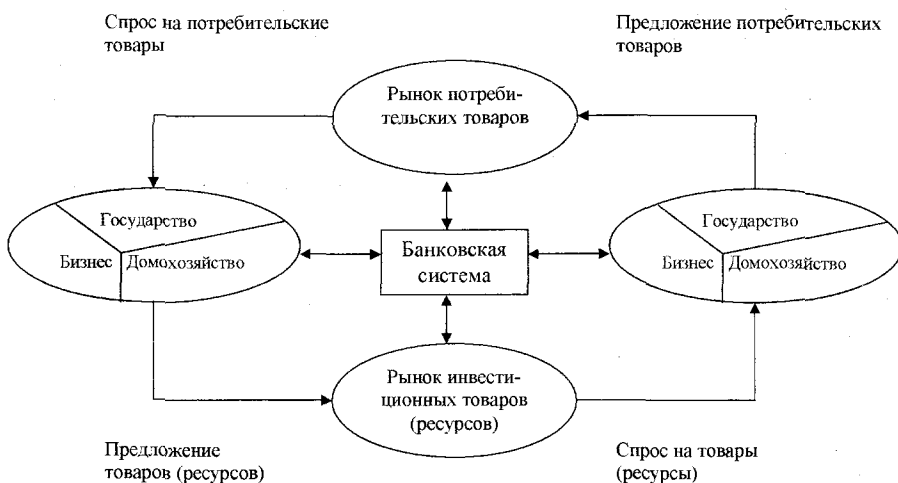 Спрос на потребительские
товары
Предложение потребительских
товаров
Рынок потреби-
тельских товаров
Государство
Бизнес
Домохозяйство
Банковская
система
Государство
Бизнес
Домохозяйство
Рынок инвести-
ционных товаров
(ресурсов)
Предложение
товаров (ресурсов)
Спрос на товары
(ресурсы)